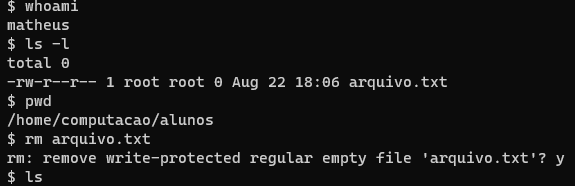 $ whoami
matheus
$ ls -l
total 0
-rw-r--r-- 1 root root 0 Aug 22 18:06 arquivo.txt
$ pwd
/home/computacao/alunos
$ rm arquivo.txt
rm: remove write-protected regular empty file 'arquivo.txt'? y
$ ls